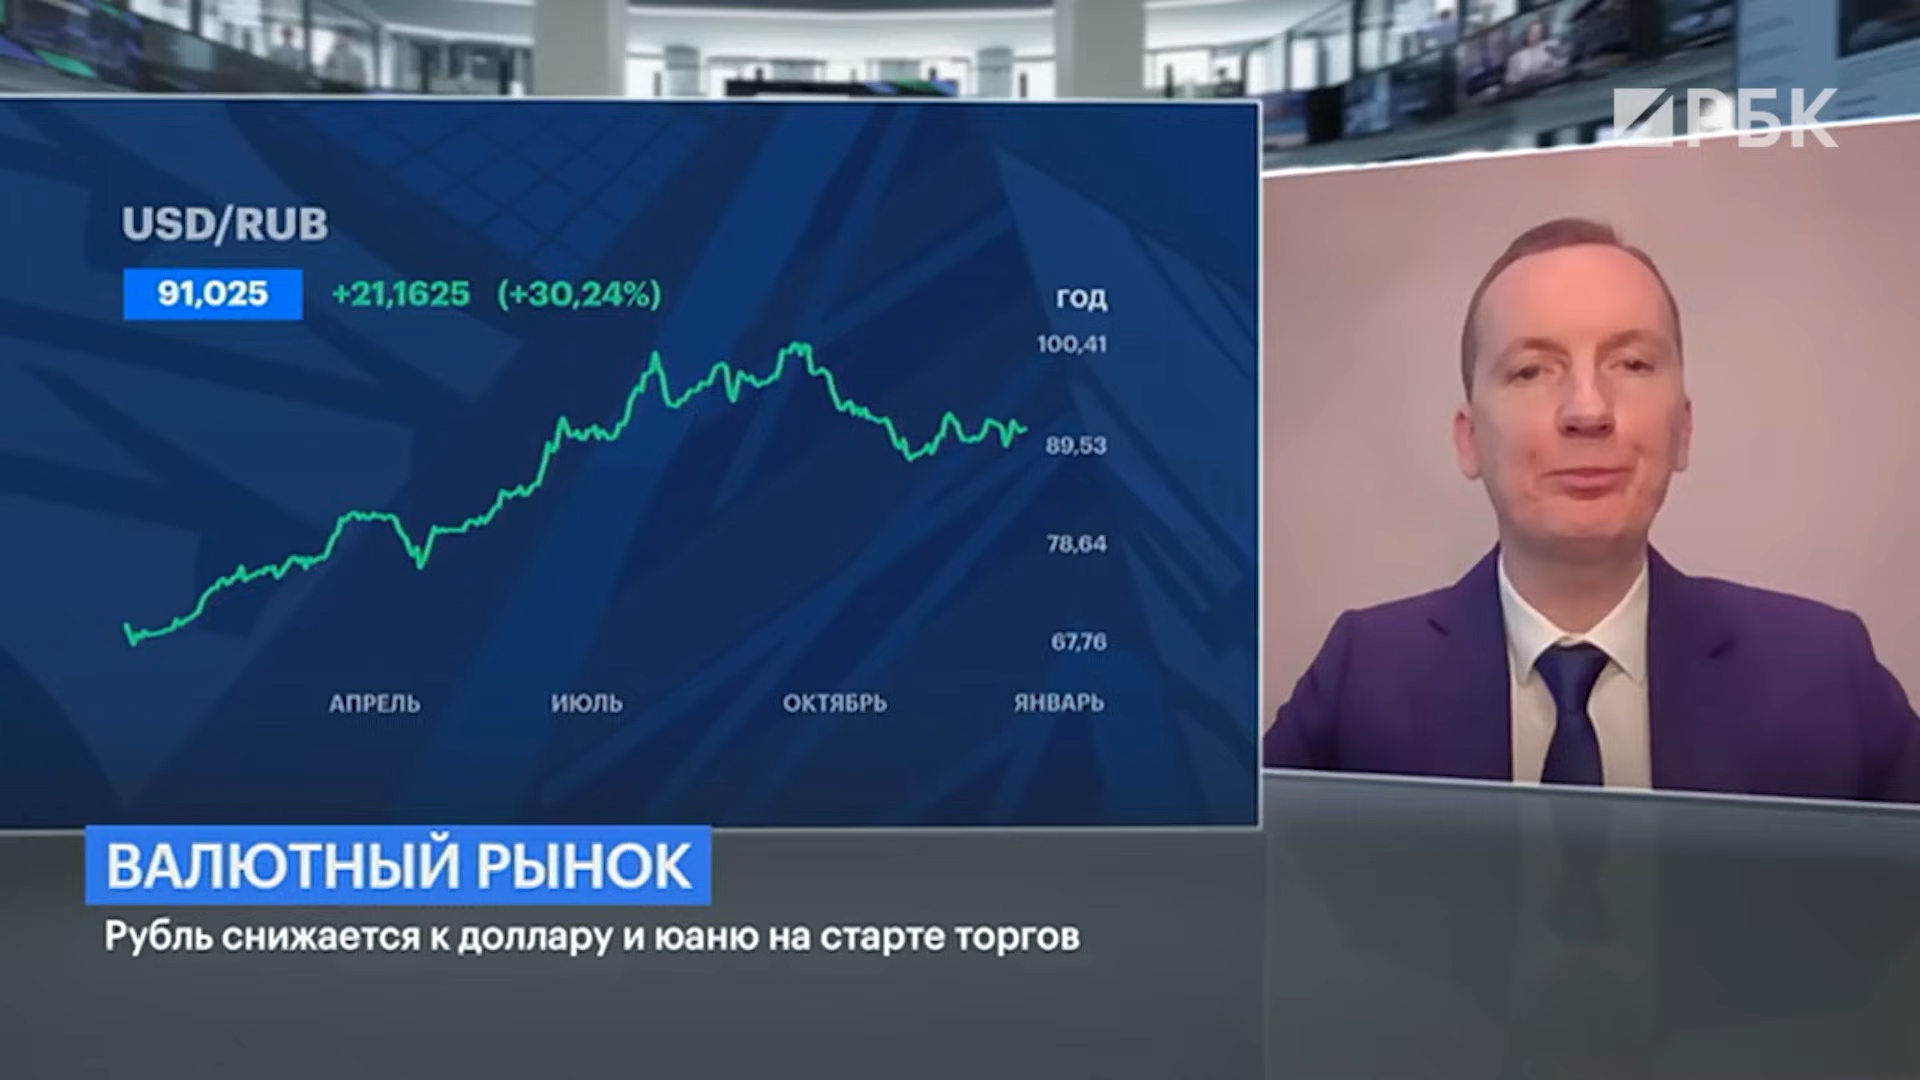 РБК
USD/RUB
91,025 +21,1625 (+30,24%)
ГОД
100,41
89,53
78,64
67,76
АПРЕЛЬ ИЮЛЬ ОКТЯБРЬ ЯНВАРЬ
ВАЛЮТНЫЙ РЫНОК
Рубль снижается к доллару и юаню на старте торгов